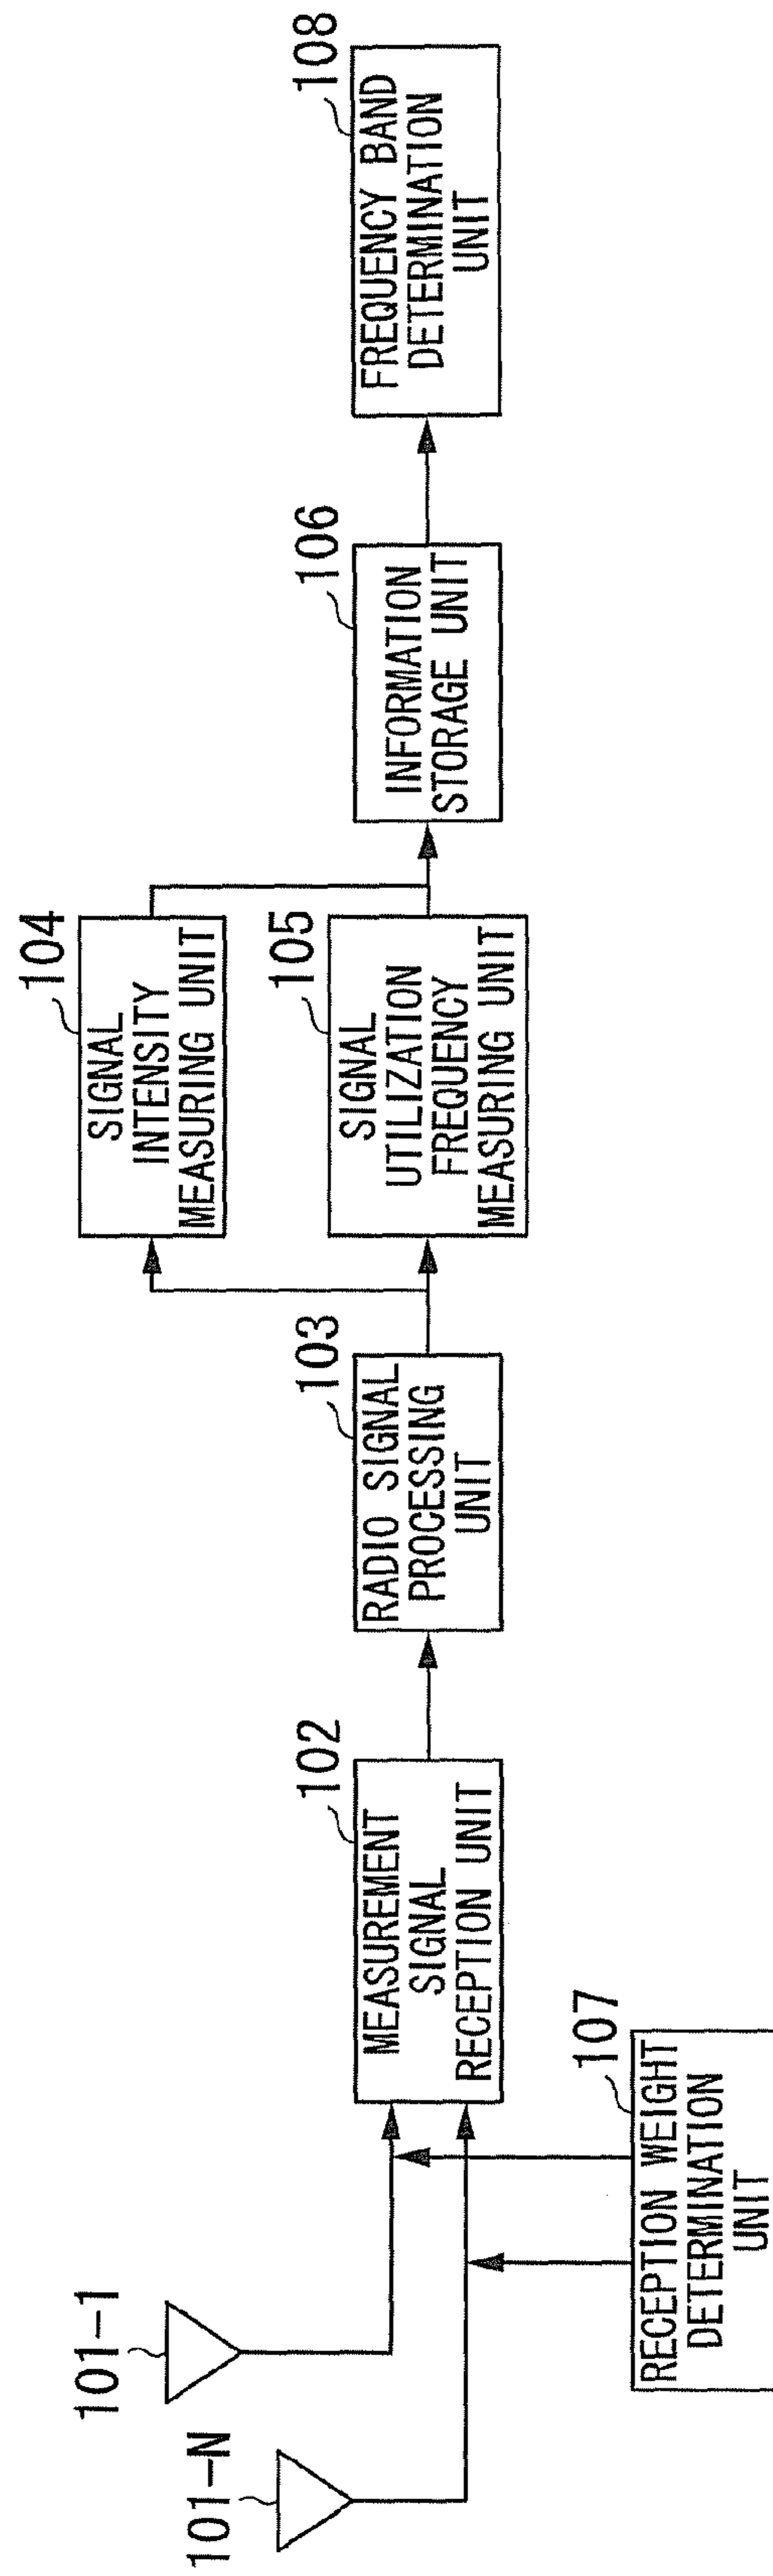 101-1
101-N
MEASUREMENT
SIGNAL
RECEPTION UNIT
102
RECEPTION WEIGHT
DETERMINATION
UNIT
107
RADIO SIGNAL
PROCESSING
UNIT
103
SIGNAL
INTENSITY
MEASURING UNIT
104
SIGNAL
UTILIZATION
FREQUENCY
MEASURING UNIT
105
INFORMATION
STORAGE UNIT
106
FREQUENCY BAND
DETERMINATION
UNIT
108